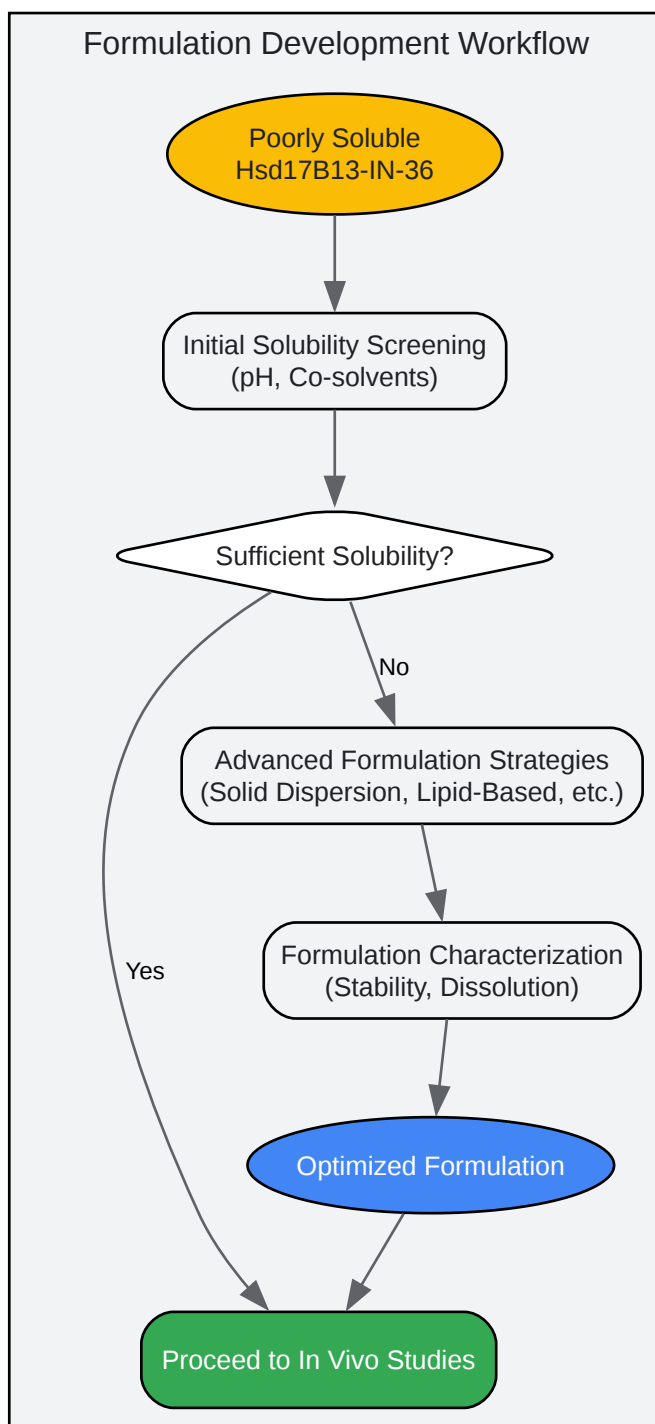 Formulation Development Workflow
Poorly Soluble
Hsd17B13-IN-36
Initial Solubility Screening
(pH, Co-solvents)
Sufficient Solubility?
No
Advanced Formulation Strategies
(Solid Dispersion, Lipid-Based, etc.)
Formulation Characterization
(Stability, Dissolution)
Yes
Optimized Formulation
Proceed to In Vivo Studies